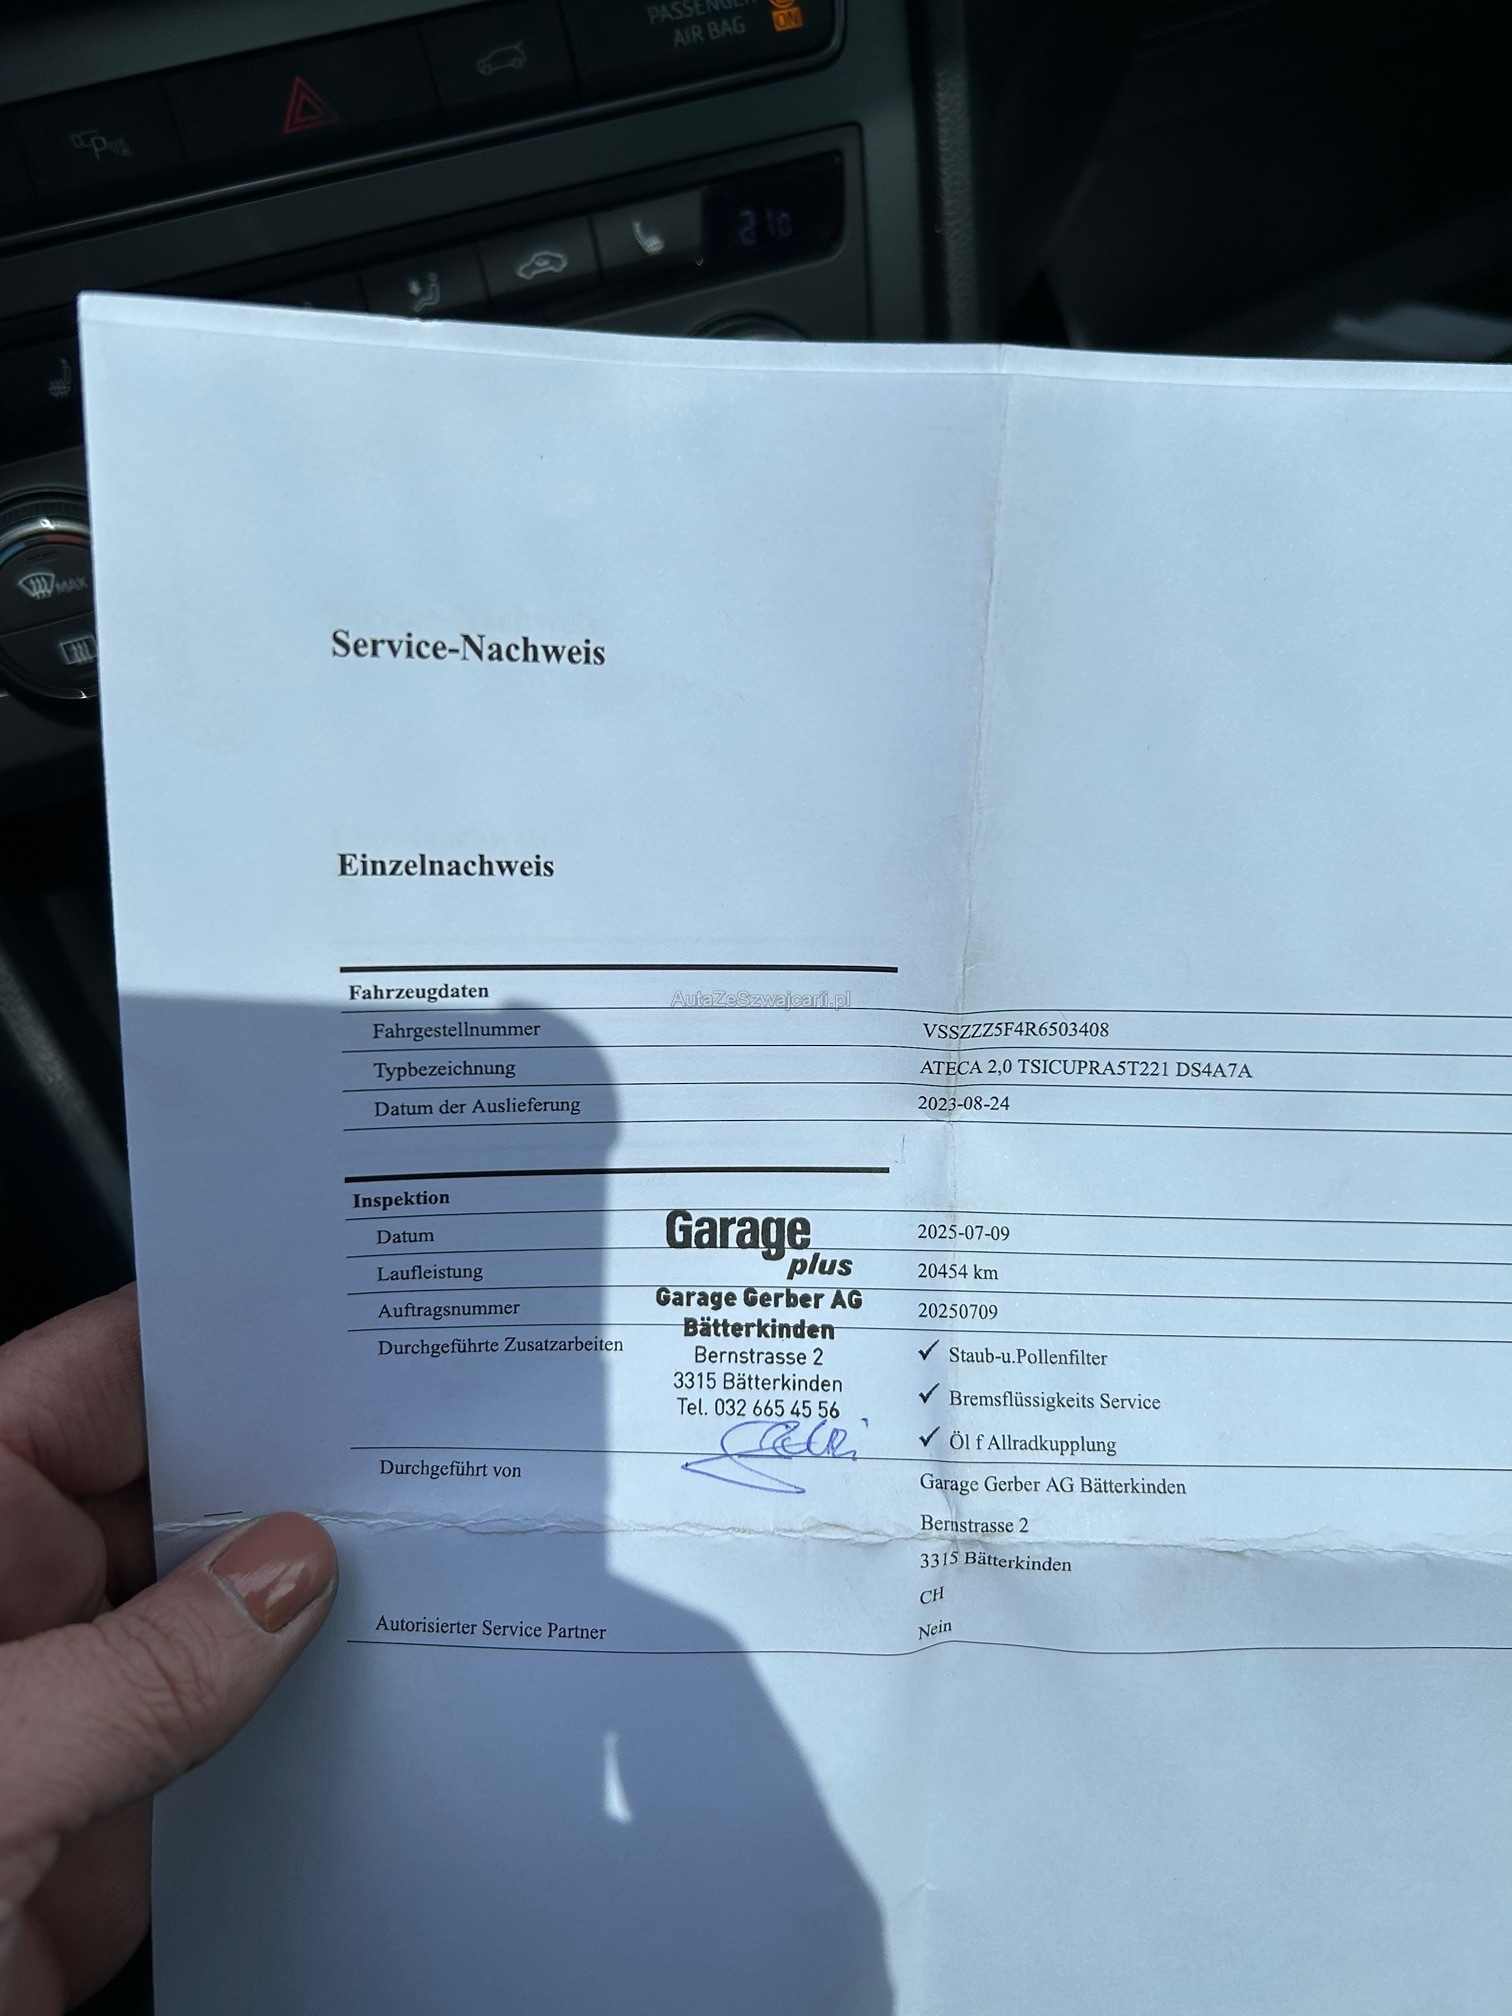 PASSENGER
AIR BAG
ON
MAX
Service-Nachweis
Einzelnachweis
Fahrzeugdaten
AutaZeSzwajcarii.pl
Fahrgestellnummer VSSZZZ5F4R6503408
Typbezeichnung ATECA 2,0 TSICUPRA5T221 DS4A7A
Datum der Auslieferung 2023-08-24
Inspektion
Datum 2025-07-09
Laufleistung 20454 km
Auftragsnummer 20250709
Durchgeführte Zusatzarbeiten
✓ Staub-u.Pollenfilter
✓ Bremsflüssigkeits Service
✓ Öl f Allradkupplung
Garage
plus
Garage Gerber AG
Bätterkinden
Bernstrasse 2
3315 Bätterkinden
Tel. 032 665 45 56
Durchgeführt von Garage Gerber AG Bätterkinden
Bernstrasse 2
3315 Bätterkinden
CH
Autorisierter Service Partner Nein